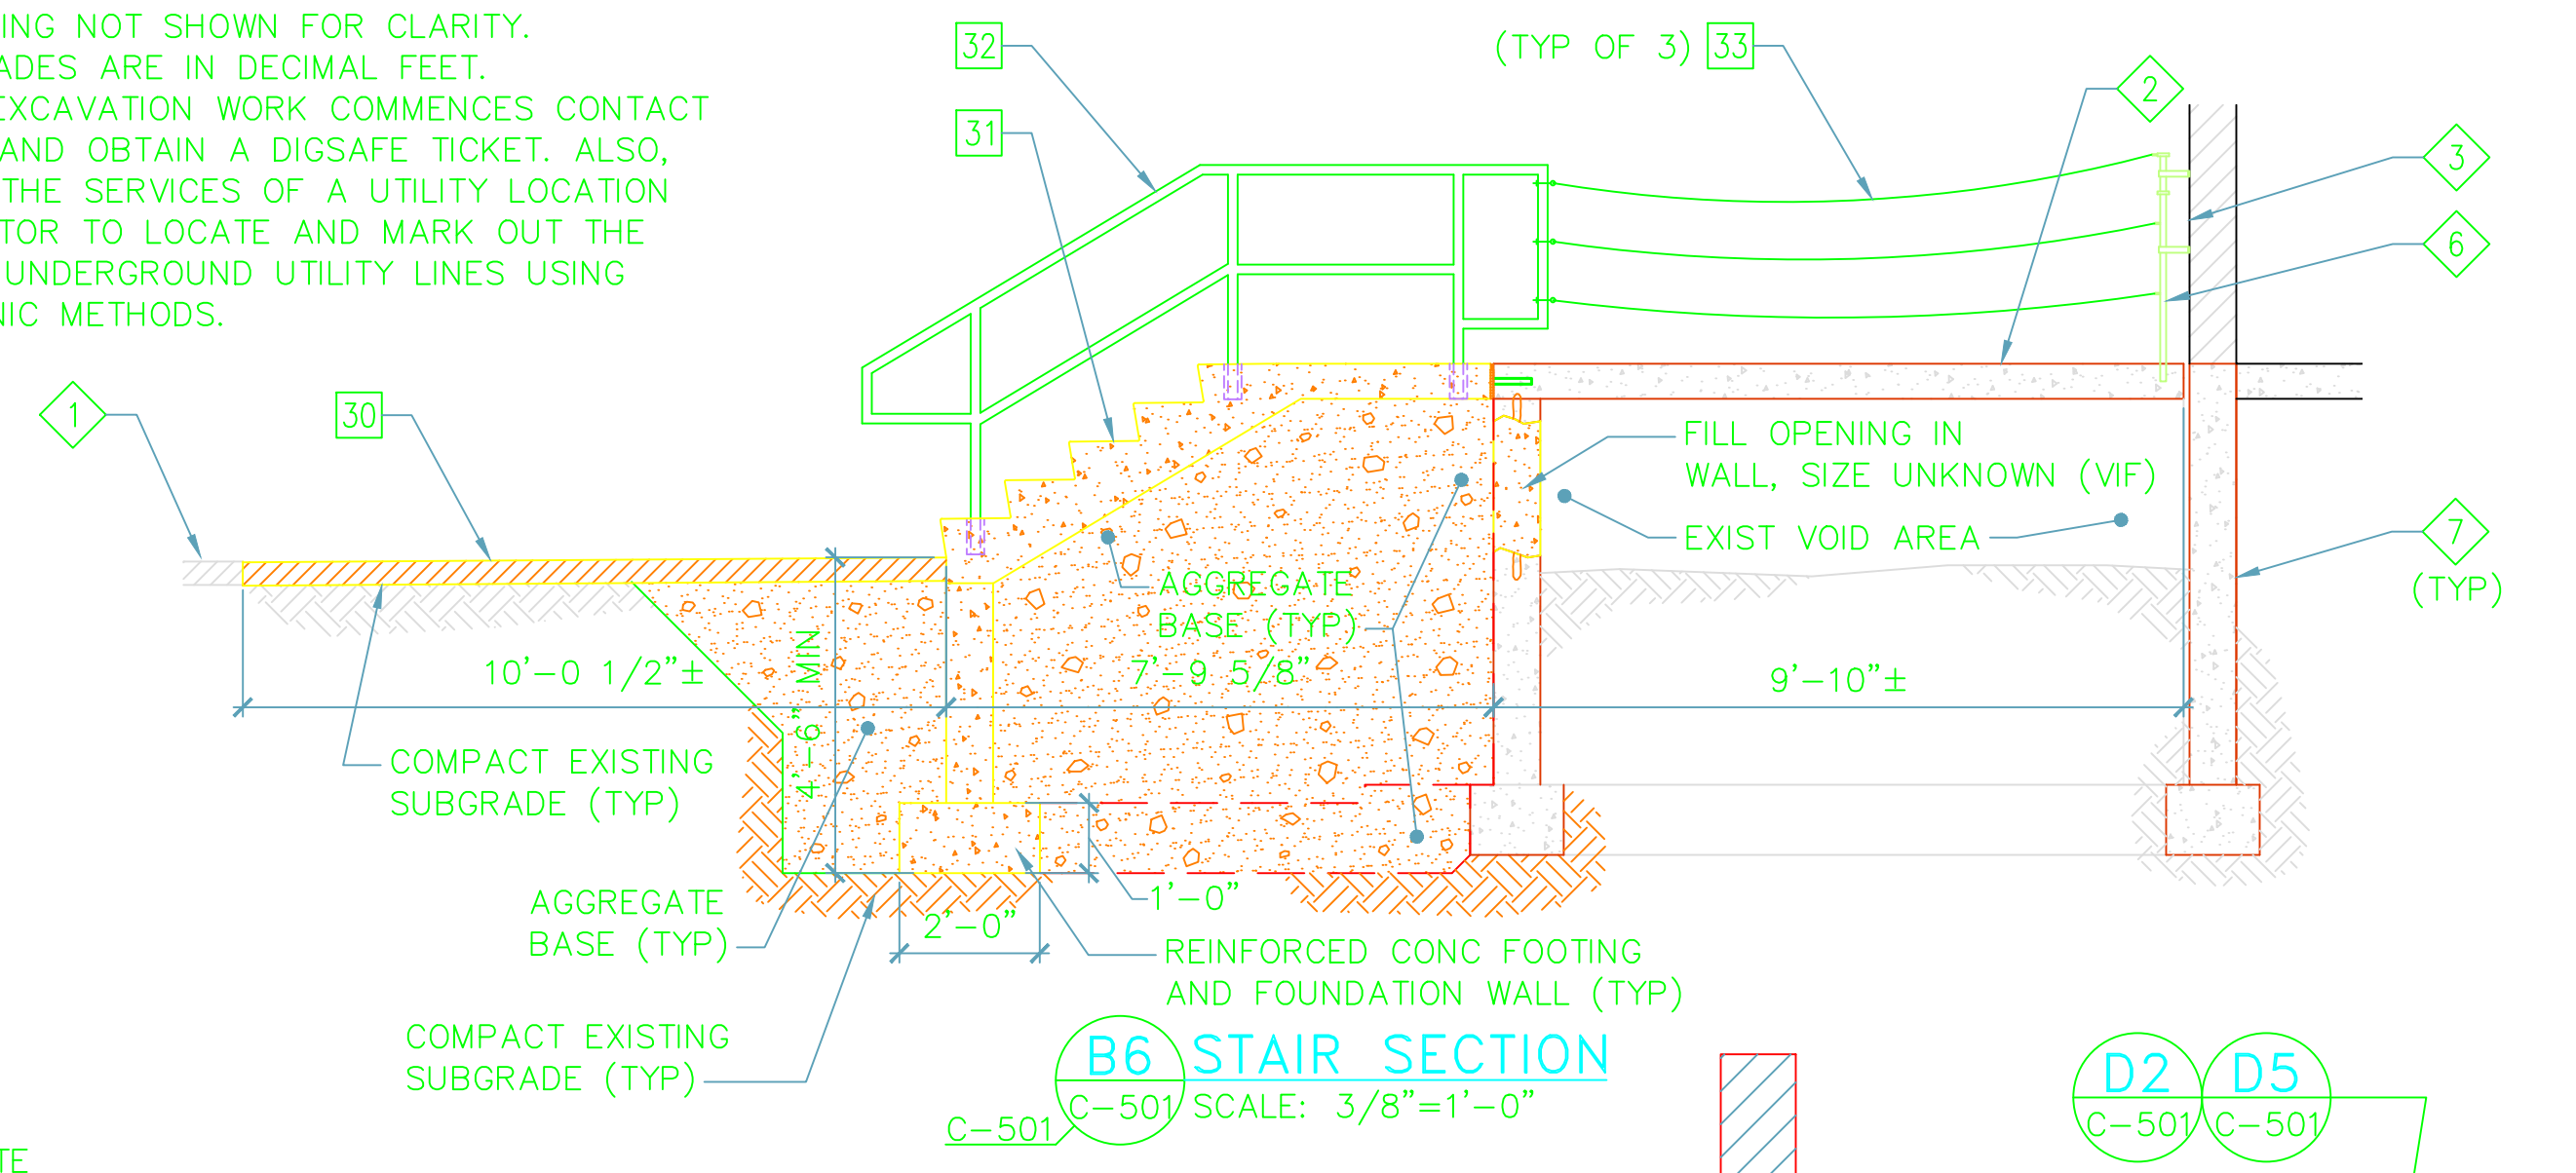 ING NOT SHOWN FOR CLARITY.
ADES ARE IN DECIMAL FEET.
EXCAVATION WORK COMMENCES CONTACT
AND OBTAIN A DIGSAFE TICKET. ALSO,
THE SERVICES OF A UTILITY LOCATION
TOR TO LOCATE AND MARK OUT THE
UNDERGROUND UTILITY LINES USING
NIC METHODS.
32
(TYP OF 3) 33
31
2
3
6
1
30
FILL OPENING IN
WALL, SIZE UNKNOWN (VIF)
EXIST VOID AREA
7
(TYP)
AGGREGATE
BASE (TYP)
10'-0 1/2"±
4'-6" MIN
7'-9 5/8"
9'-10"±
COMPACT EXISTING
SUBGRADE (TYP)
AGGREGATE
BASE (TYP)
2'-0"
1'-0"
REINFORCED CONC FOOTING
AND FOUNDATION WALL (TYP)
COMPACT EXISTING
SUBGRADE (TYP)
B6 STAIR SECTION
C-501 SCALE: 3/8"=1'-0"
C-501
D2 D5
C-501 C-501
TE